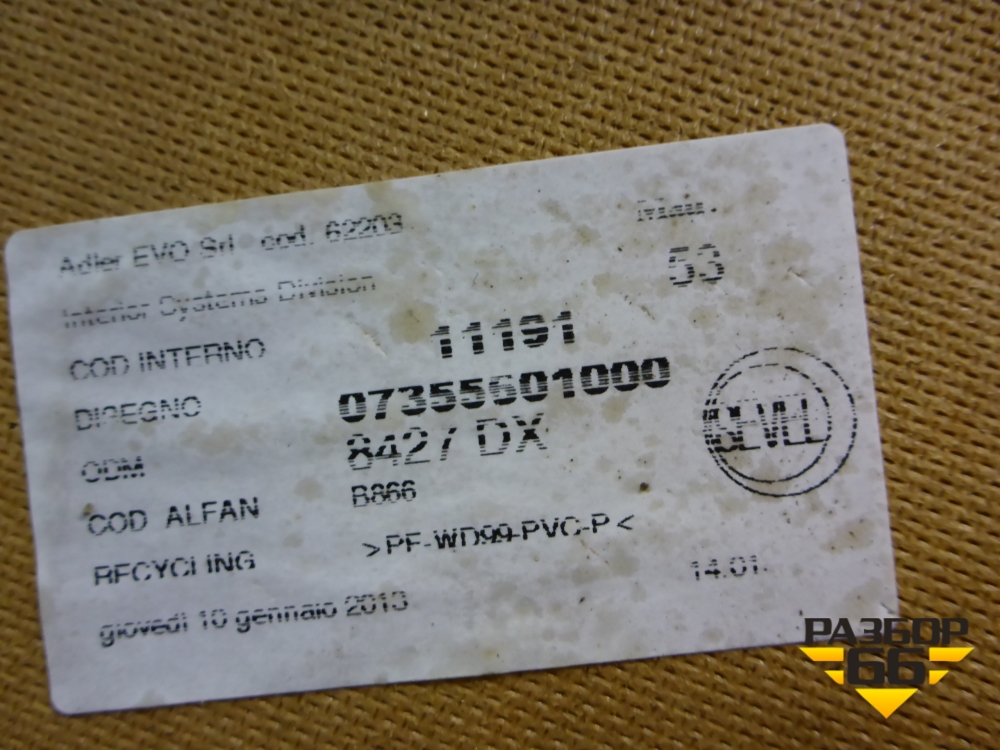 Adler EVO Srl cod. 62203
Interior Systems Division
53
COD INTERNO 11191
DISEGNO 07355601000
ODM 8427 DX
SEVEL
COD ALFAN B866
RECYCLING >PF-WD99-PVC-P<
giovedì 10 gennaio 2013 14.01
РАЗБОР
66